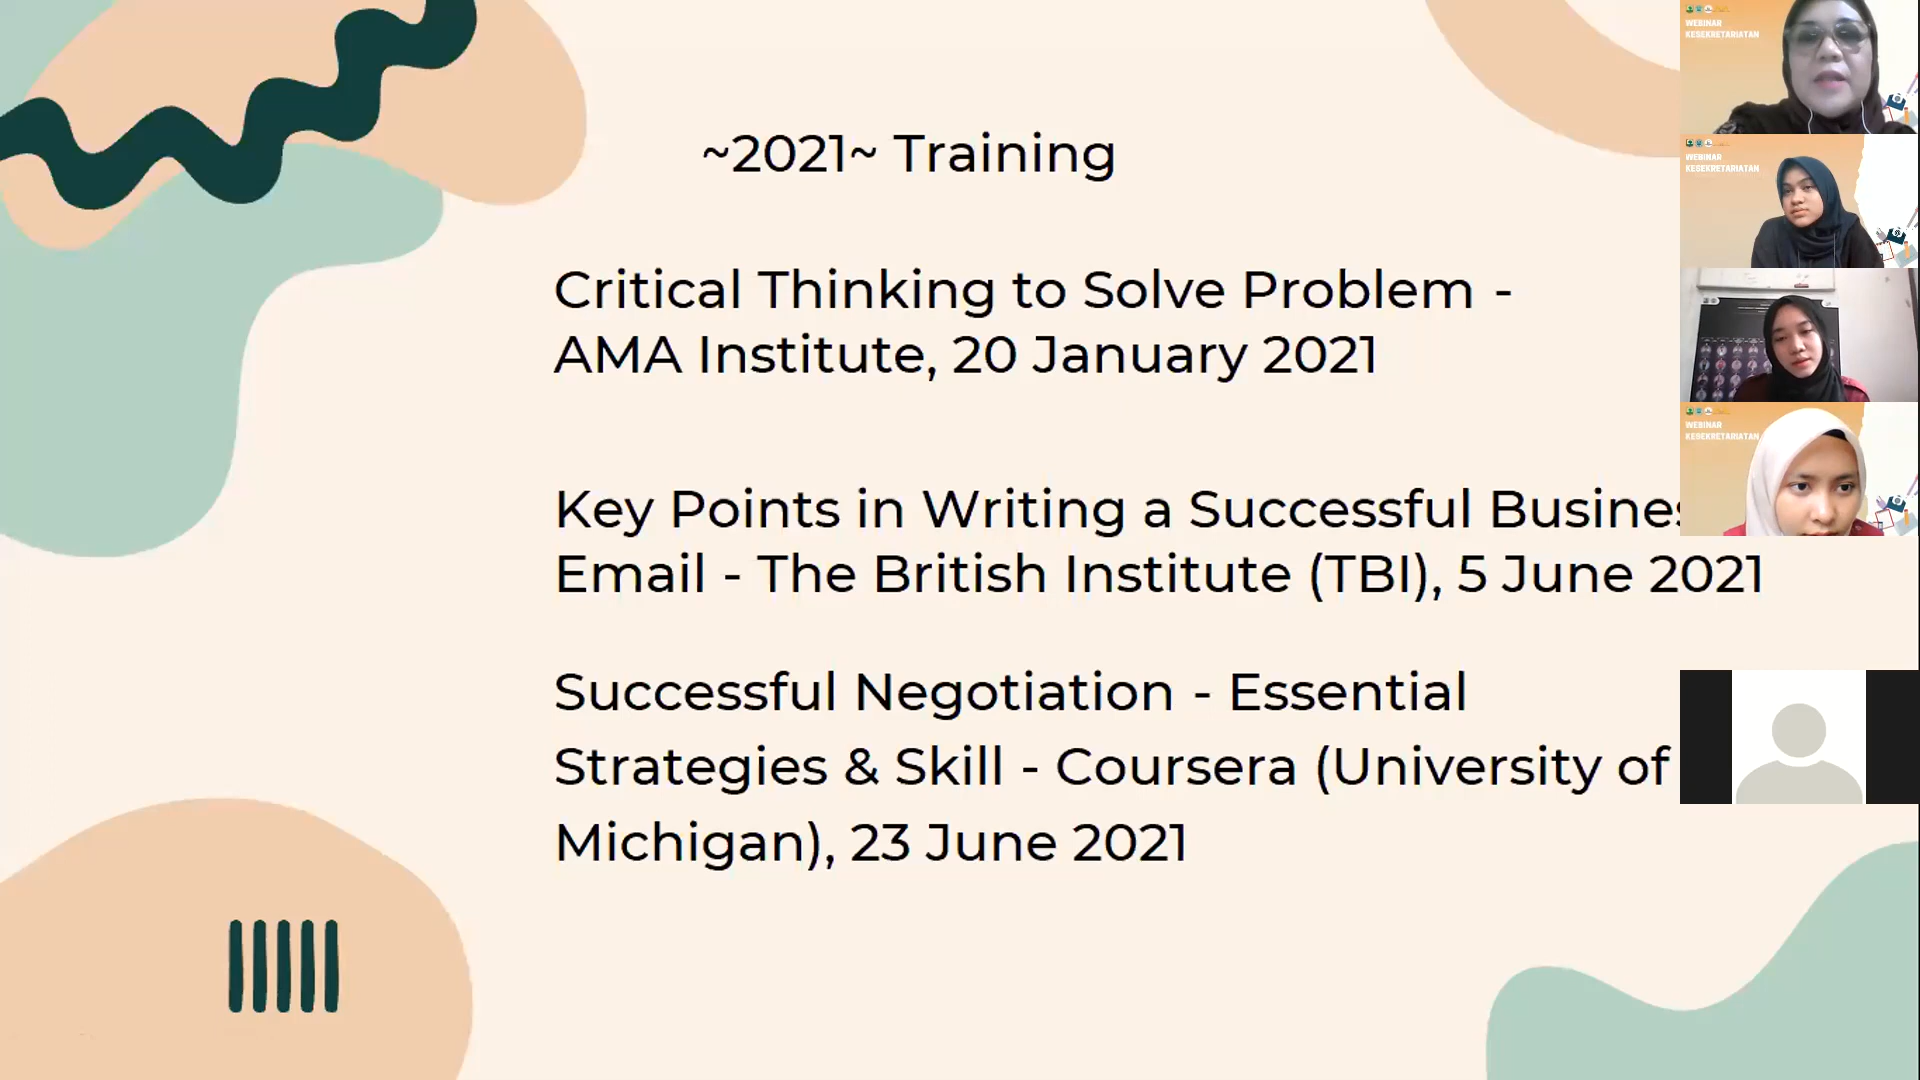 ~2021~ Training
Critical Thinking to Solve Problem -
AMA Institute, 20 January 2021
Key Points in Writing a Successful
Email - The British Institute (TBI), 5 June 2021
Successful Negotiation - Essential
Strategies & Skill - Coursera (University of
Michigan), 23 June 2021
WEBINAR
KESEKRETARIATAN
WEBINAR
KESEKRETARIATAN
WEBINAR
KESEKRETARIATAN